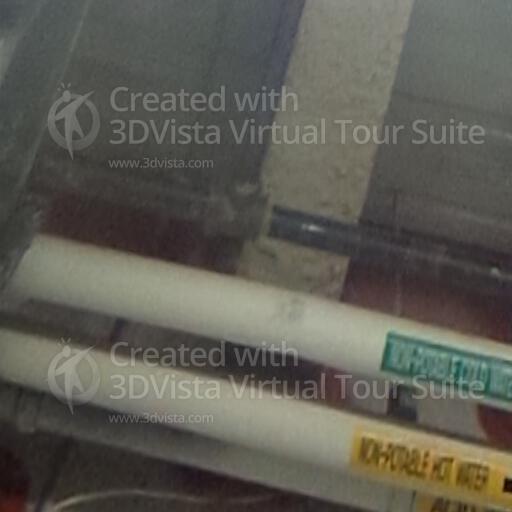 Created with
3DVista Virtual Tour Suite
www.3dvista.com
NON-POTABLE COLD WATE
Created with
3DVista Virtual Tour Suite
www.3dvista.com
NON-POTABLE HOT WATER